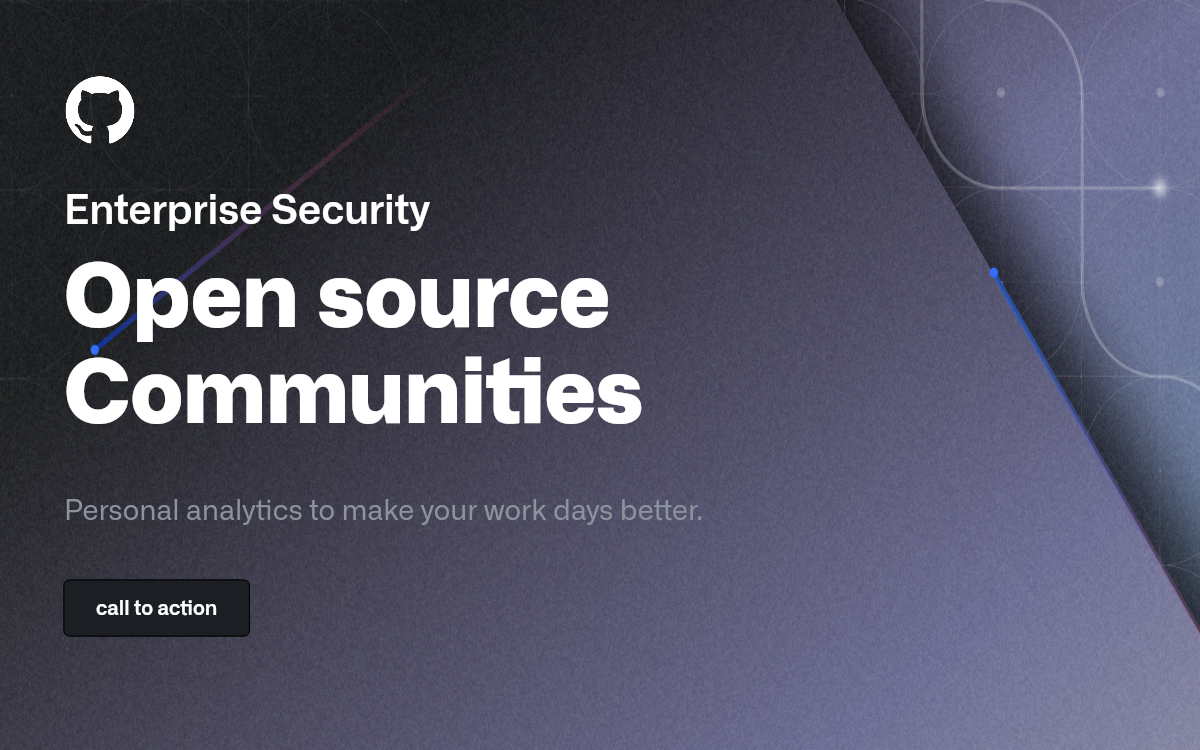 Enterprise Security
Open source
Communities
Personal analytics to make your work days better.
call to action